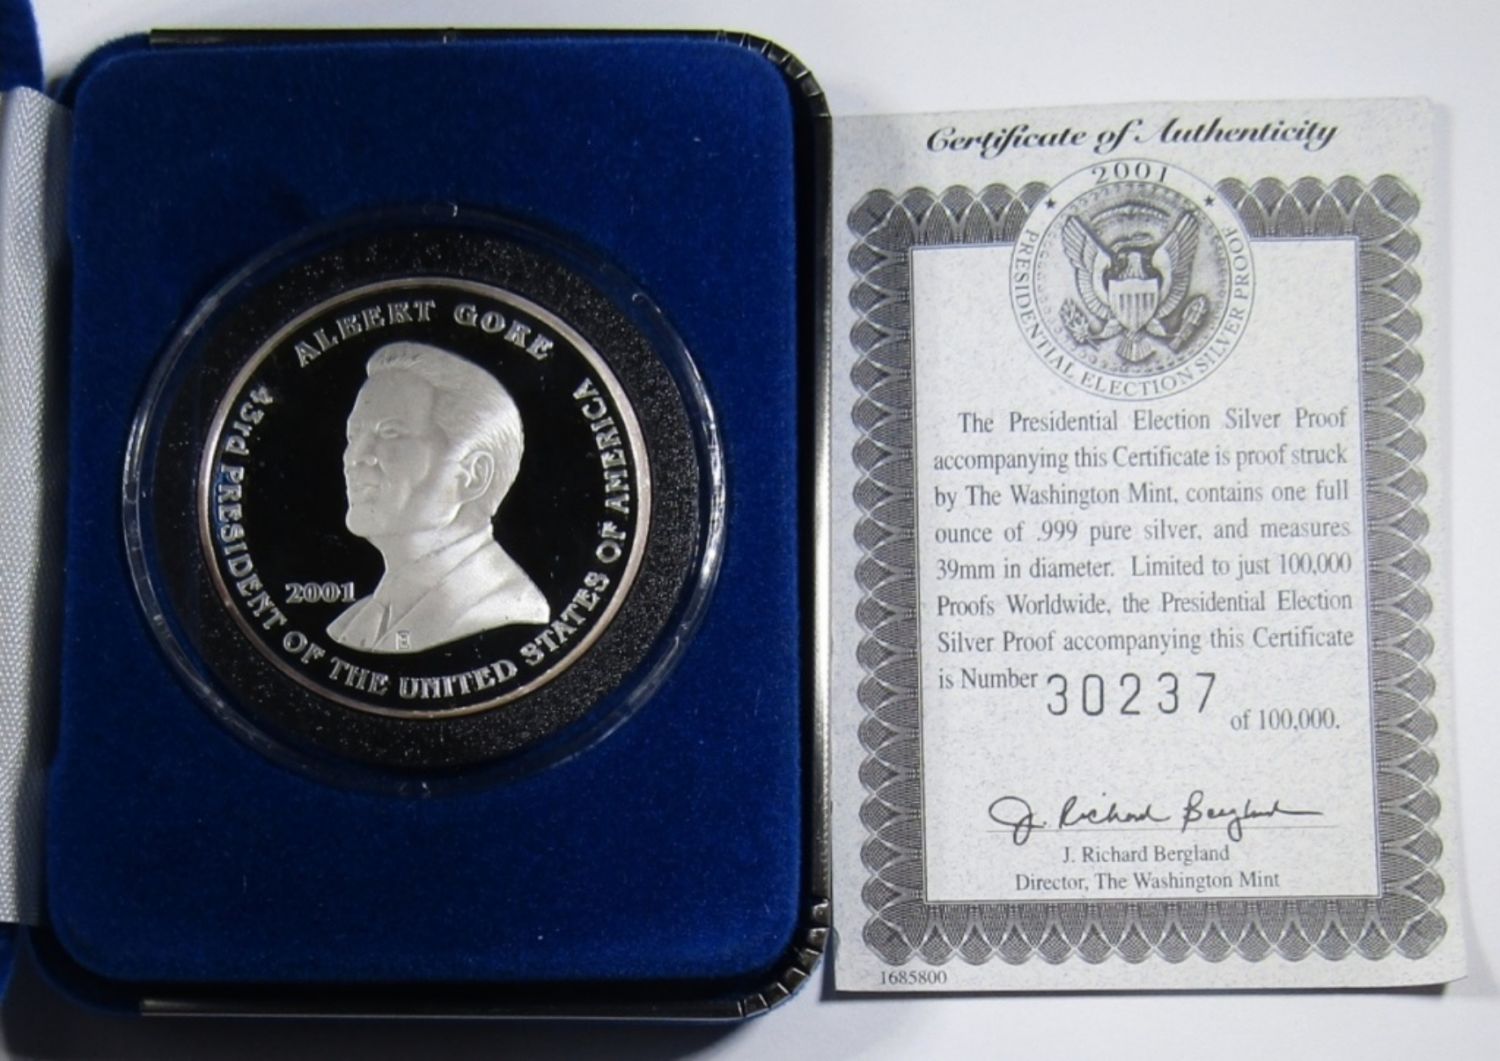 ALBERT GORE
43rd PRESIDENT OF THE UNITED STATES OF AMERICA
2001
E
Certificate of Authenticity
2001
PRESIDENTIAL ELECTION SILVER PROOF
The Presidential Election Silver Proof
accompanying this Certificate is proof struck
by The Washington Mint, contains one full
ounce of .999 pure silver, and measures
39mm in diameter. Limited to just 100,000
Proofs Worldwide, the Presidential Election
Silver Proof accompanying this Certificate
is Number 30237 of 100,000.
J. Richard Bergland
J. Richard Bergland
Director, The Washington Mint
1685800